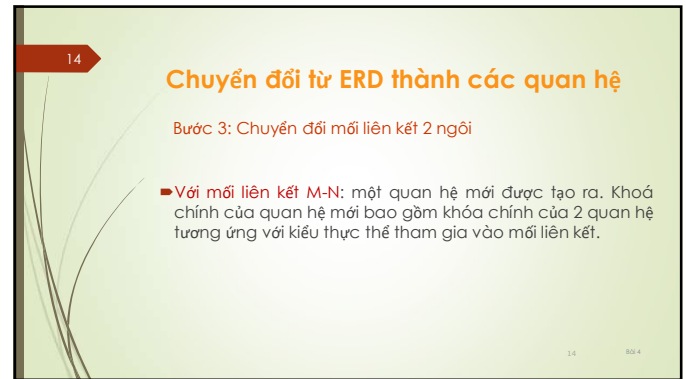 14
Chuyển đổi từ ERD thành các quan hệ
Bước 3: Chuyển đổi mối liên kết 2 ngôi
Với mối liên kết M-N: một quan hệ mới được tạo ra. Khoá
chính của quan hệ mới bao gồm khóa chính của 2 quan hệ
tương ứng với kiểu thực thể tham gia vào mối liên kết.
14
Bài 4